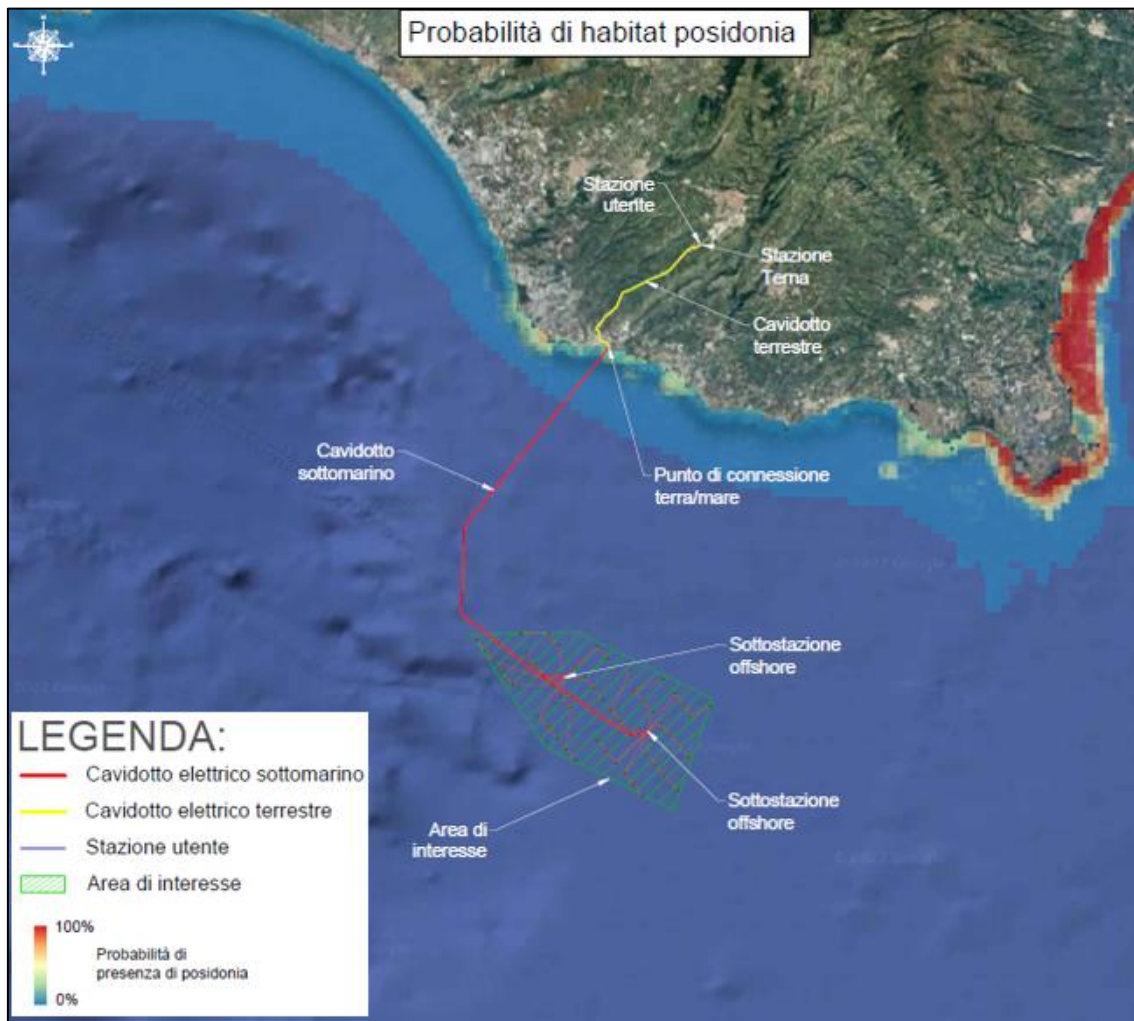 Probabilità di habitat posidonia
Stazione
utente
Stazione
Terna
Cavidotto
terrestre
Cavidotto
sottomarino
Punto di connessione
terra/mare
Sottostazione
offshore
Sottostazione
offshore
Area di
interesse
LEGENDA:
Cavidotto elettrico sottomarino
Cavidotto elettrico terrestre
Stazione utente
Area di interesse
100%
Probabilità di
presenza di posidonia
0%